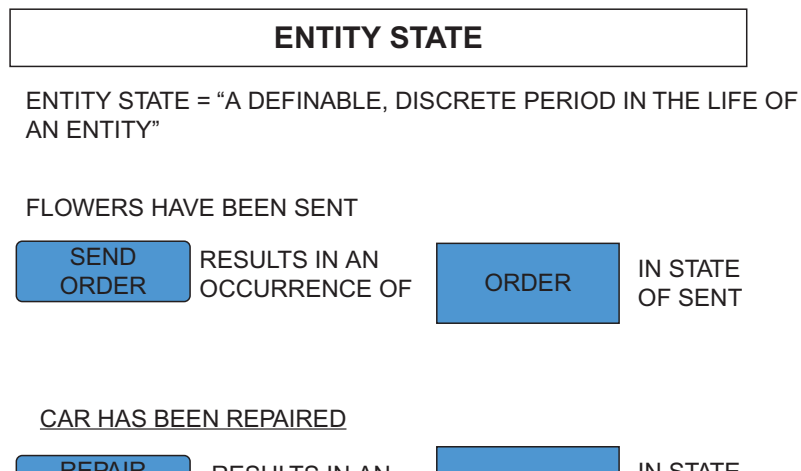 ENTITY STATE
ENTITY STATE = “A DEFINABLE, DISCRETE PERIOD IN THE LIFE OF
AN ENTITY”
FLOWERS HAVE BEEN SENT
SEND
ORDER
RESULTS IN AN
OCCURRENCE OF
ORDER
IN STATE
OF SENT
CAR HAS BEEN REPAIRED
REPAIR
RESULTS IN AN
IN STATE